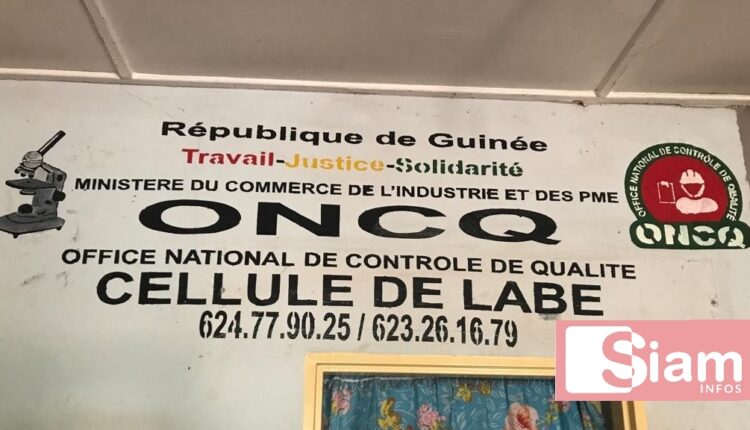 République de Guinée
Travail-Justice-Solidarité
MINISTERE DU COMMERCE DE L'INDUSTRIE ET DES PME
ONCQ
OFFICE NATIONAL DE CONTROLE DE QUALITE
CELLULE DE LABE
624.77.90.25 / 623.26.16.79
OFFICE NATIONAL DE CONTRÔLE DE QUALITÉ
ONCQ
Siam
INFOS